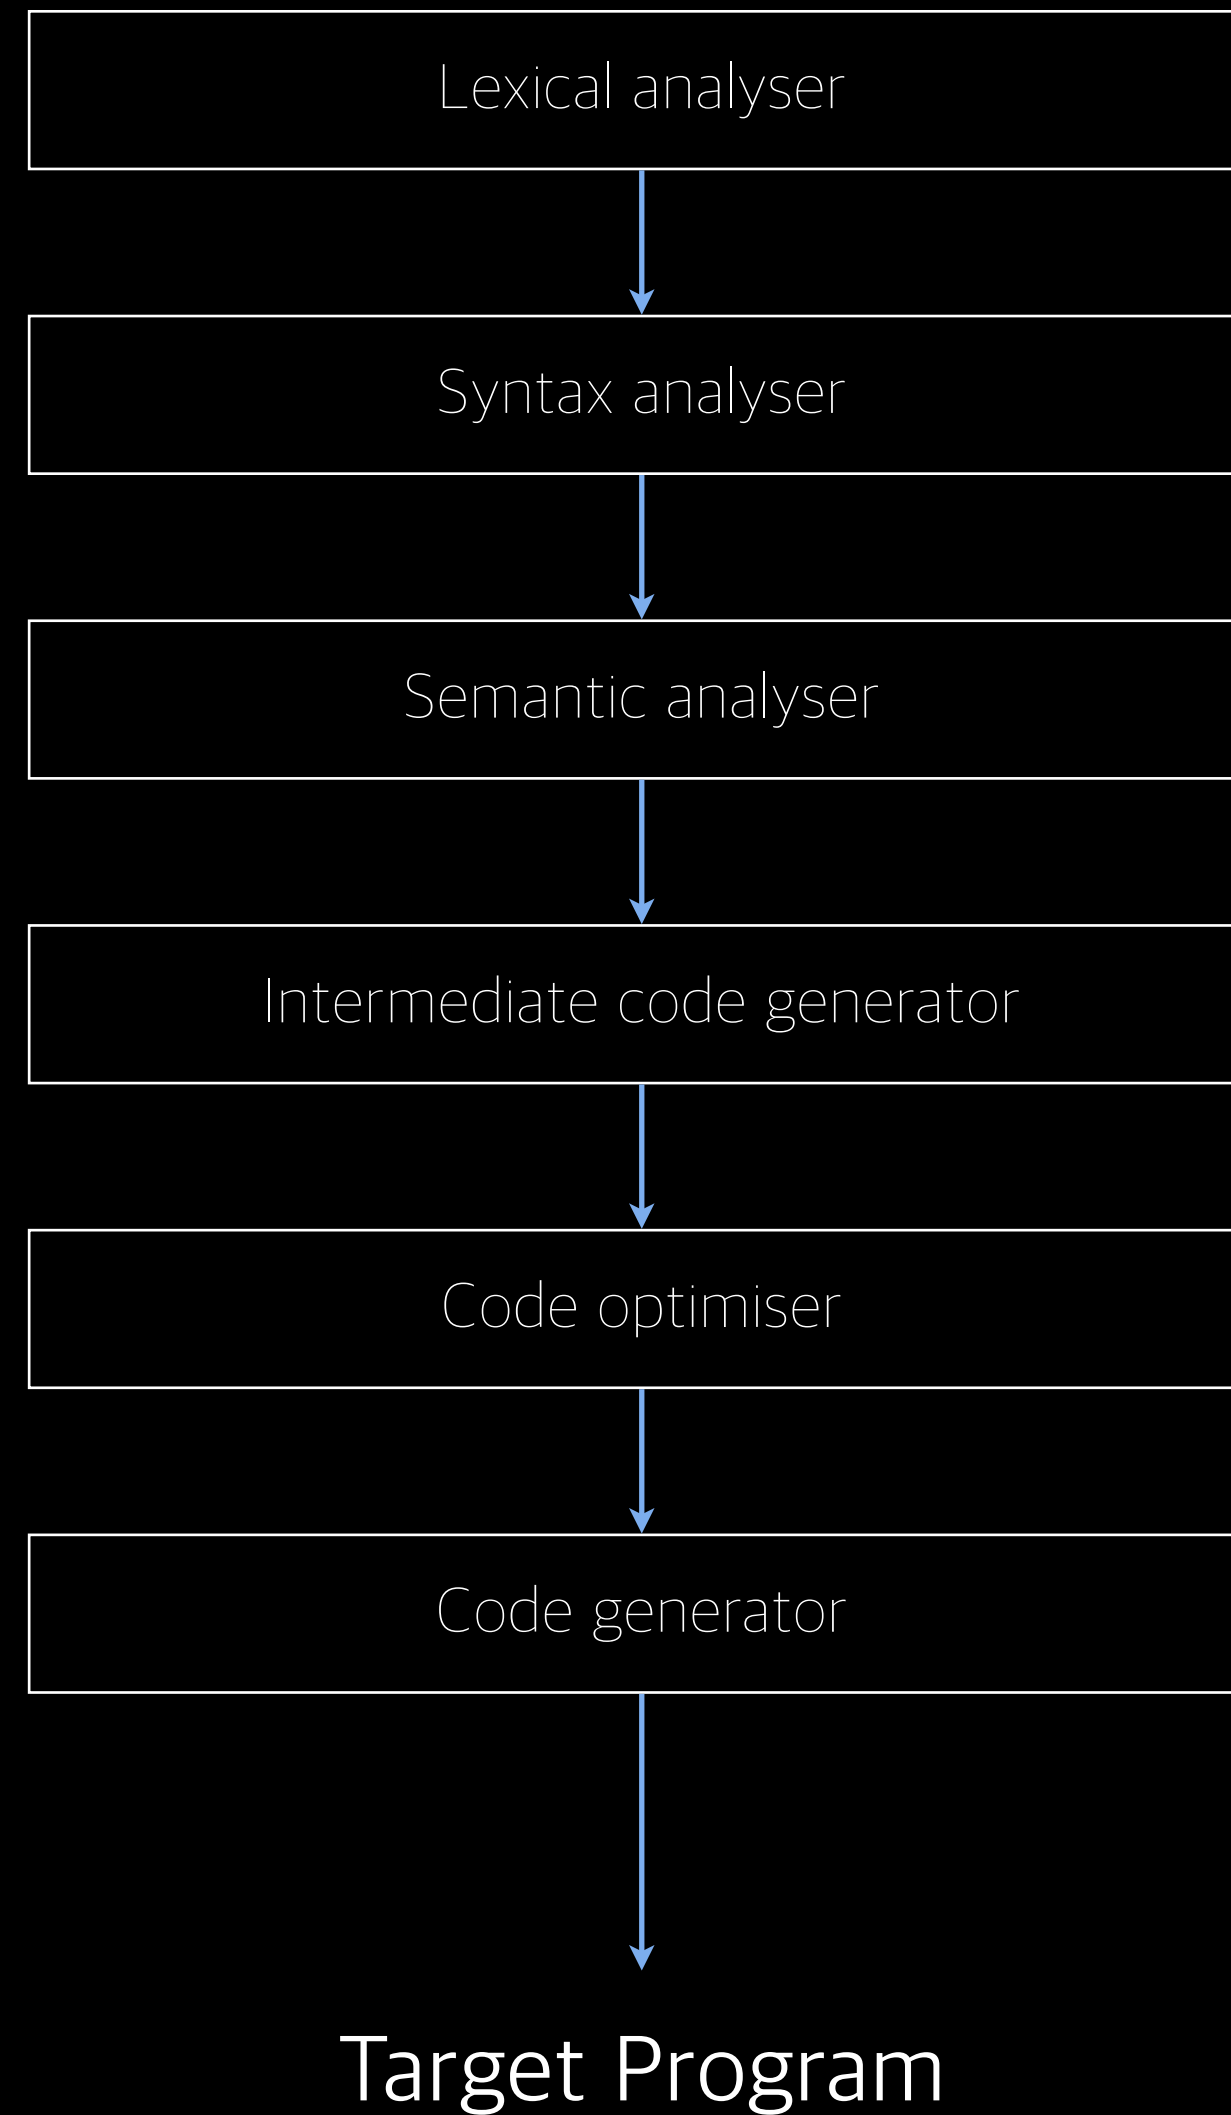 Lexical analyser
Syntax analyser
Semantic analyser
Intermediate code generator
Code optimiser
Code generator
Target Program